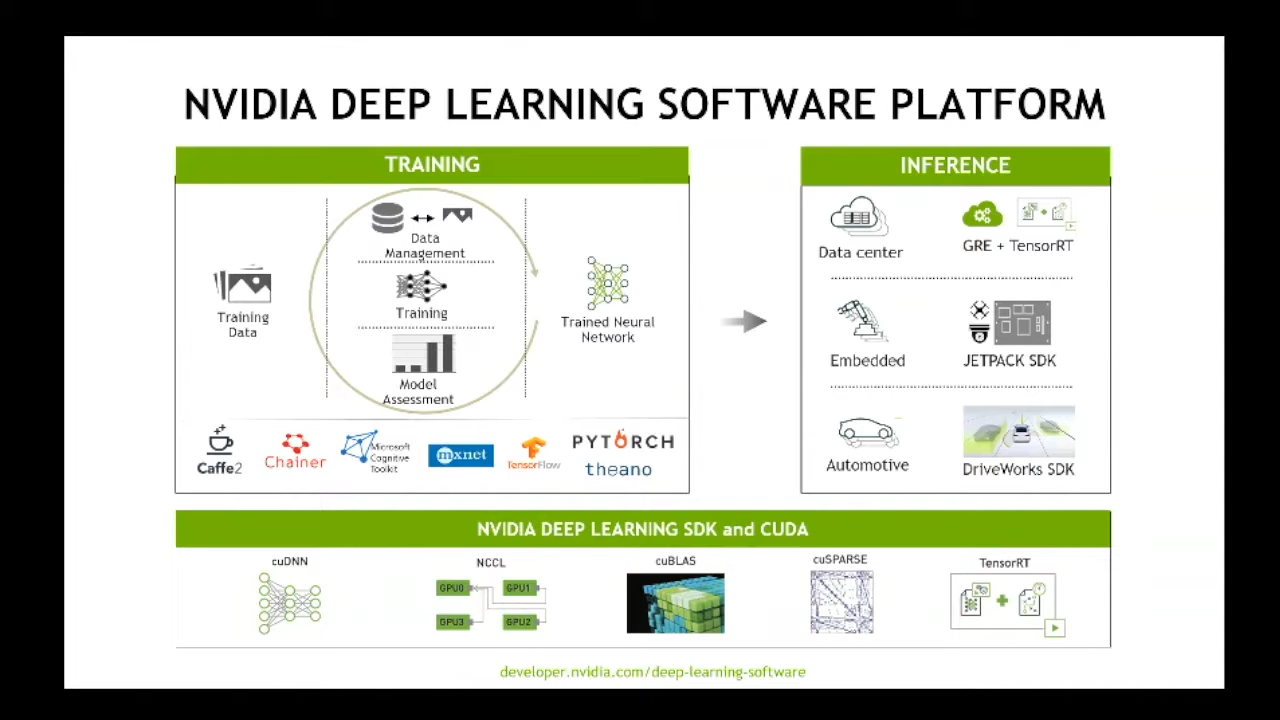 NVIDIA DEEP LEARNING SOFTWARE PLATFORM
TRAINING
Training
Data
Data
Management
Training
Model
Assessment
Trained Neural
Network
Caffe2
Chainer
Microsoft
Cognitive
Toolkit
mxnet
TensorFlow
PYTORCH
theano
INFERENCE
Data center
GRE + TensorRT
Embedded
JETPACK SDK
Automotive
DriveWorks SDK
NVIDIA DEEP LEARNING SDK and CUDA
cuDNN
NCCL
GPU0
GPU1
GPU3
GPU2
cuBLAS
cuSPARSE
TensorRT
developer.nvidia.com/deep-learning-software